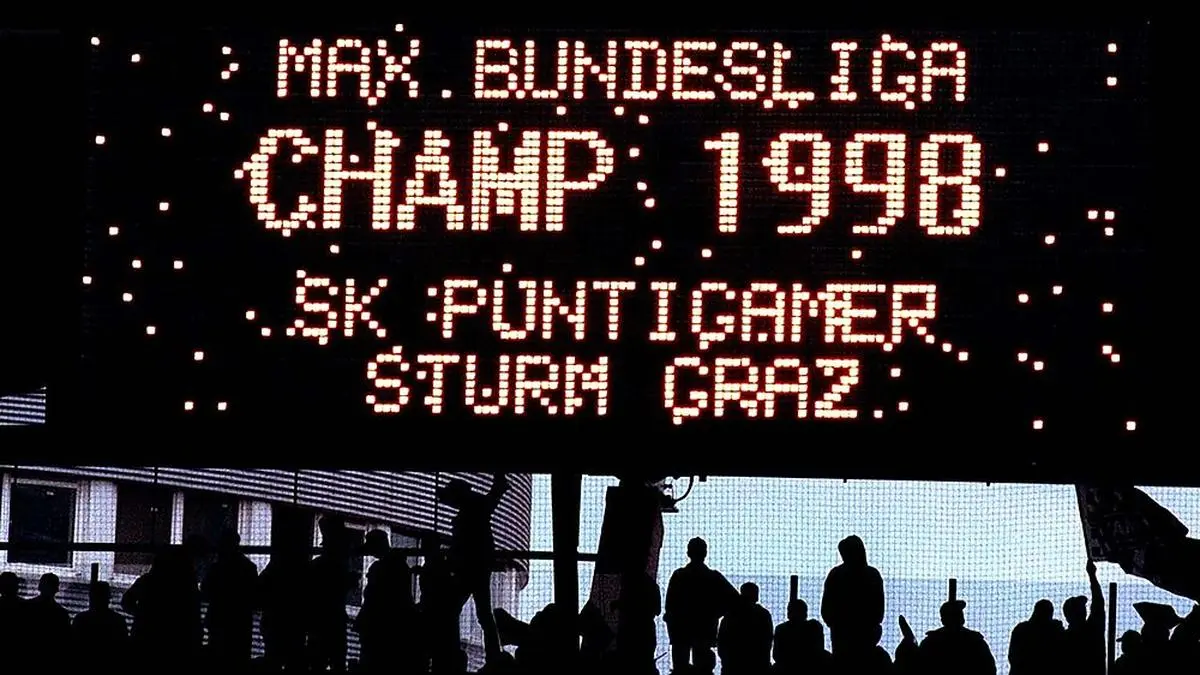 MAX.BUNDESLIGA
CHAMP 1998
SK PUNTIGAMER
STURM GRAZ